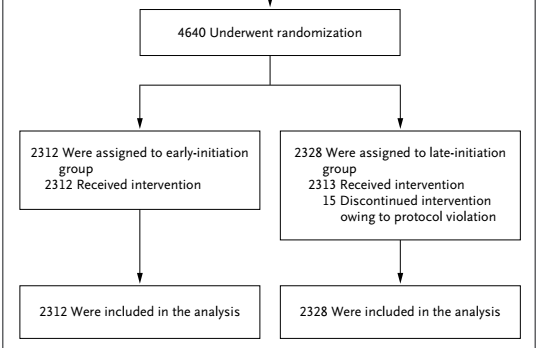 4640 Underwent randomization
2312 Were assigned to early-initiation
group
2312 Received intervention
2328 Were assigned to late-initiation
group
2313 Received intervention
15 Discontinued intervention
owing to protocol violation
2312 Were included in the analysis
2328 Were included in the analysis